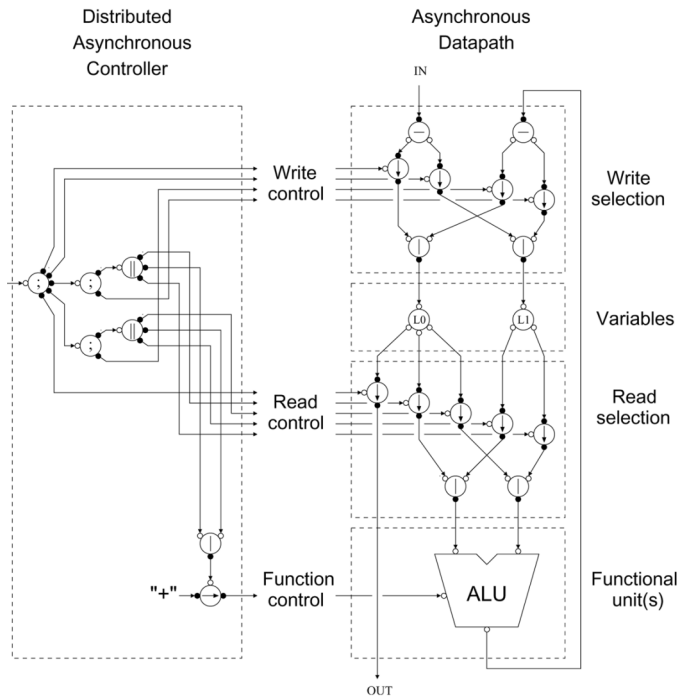 Distributed
Asynchronous
Controller
Asynchronous
Datapath
IN
Write
control
Write
selection
;
;
||
;
||
L0
L1
Variables
Read
control
Read
selection
|
"+"
Function
control
ALU
Functional
unit(s)
OUT